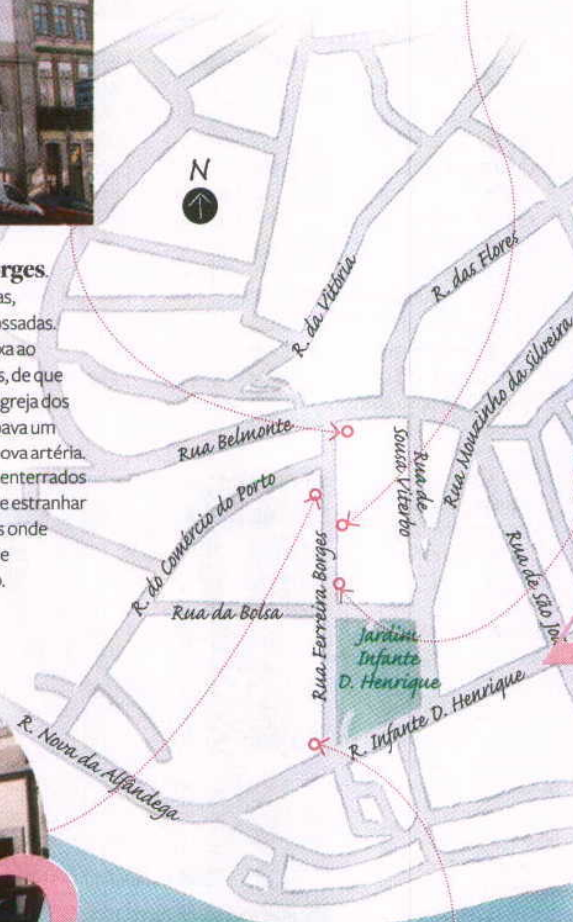 N
rges
as,
ossadas.
xa ao
s, de que
greja dos
pava um
ova artéria.
enterrados
e estranhar
s onde
e
o.
R. da Vitória
R. das Flores
Rua Mouzinho da silveira
Rua Belmonte
Rua de
Sousa Viterbo
R. do Comércio do Porto
Rua Ferreira Borges
Rua de São Joã
Rua da Bolsa
Jardim
Infante
D. Henrique
R. Infante D. Henrique
R. Nova da Alfândega